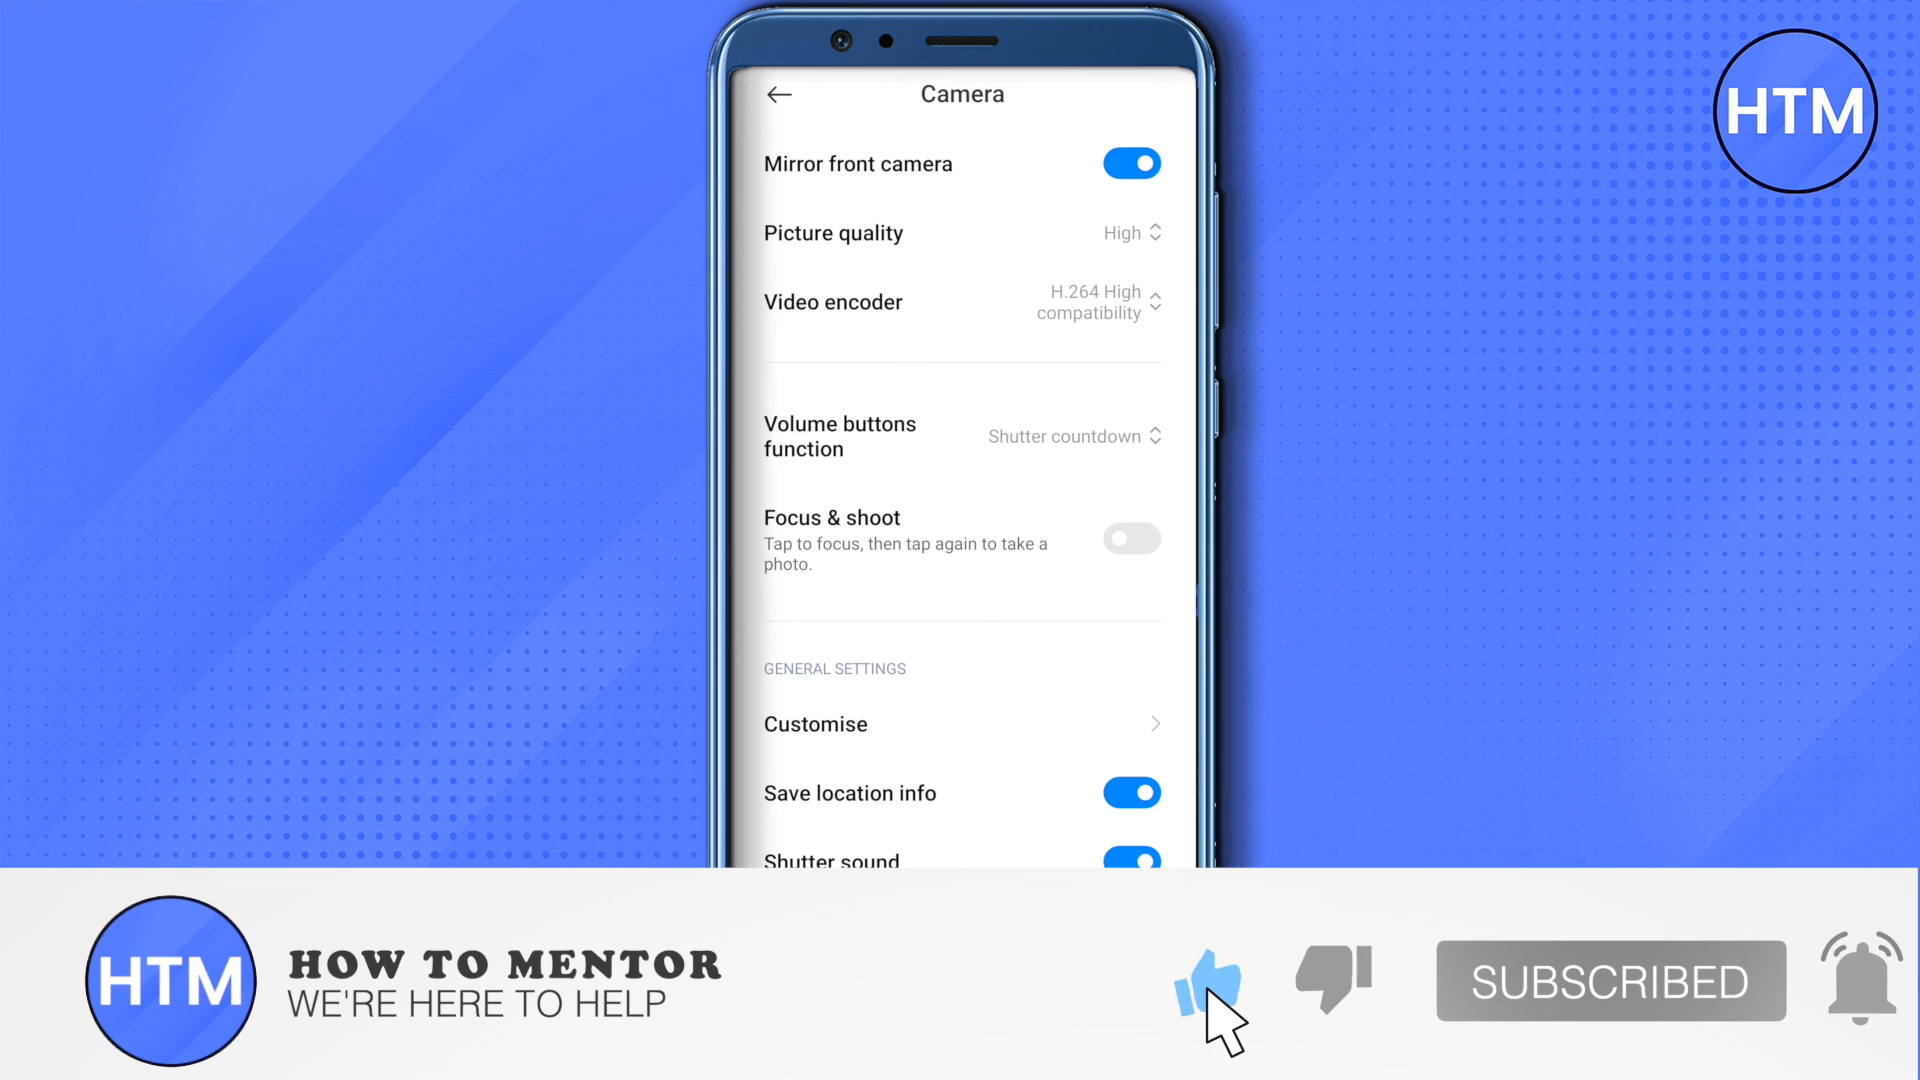 HTM
Camera
Mirror front camera
Picture quality
High
Video encoder
H.264 High
compatibility
Volume buttons
function
Shutter countdown
Focus & shoot
Tap to focus, then tap again to take a
photo.
GENERAL SETTINGS
Customise
Save location info
Shutter sound
HTM
HOW TO MENTOR
WE'RE HERE TO HELP
SUBSCRIBED